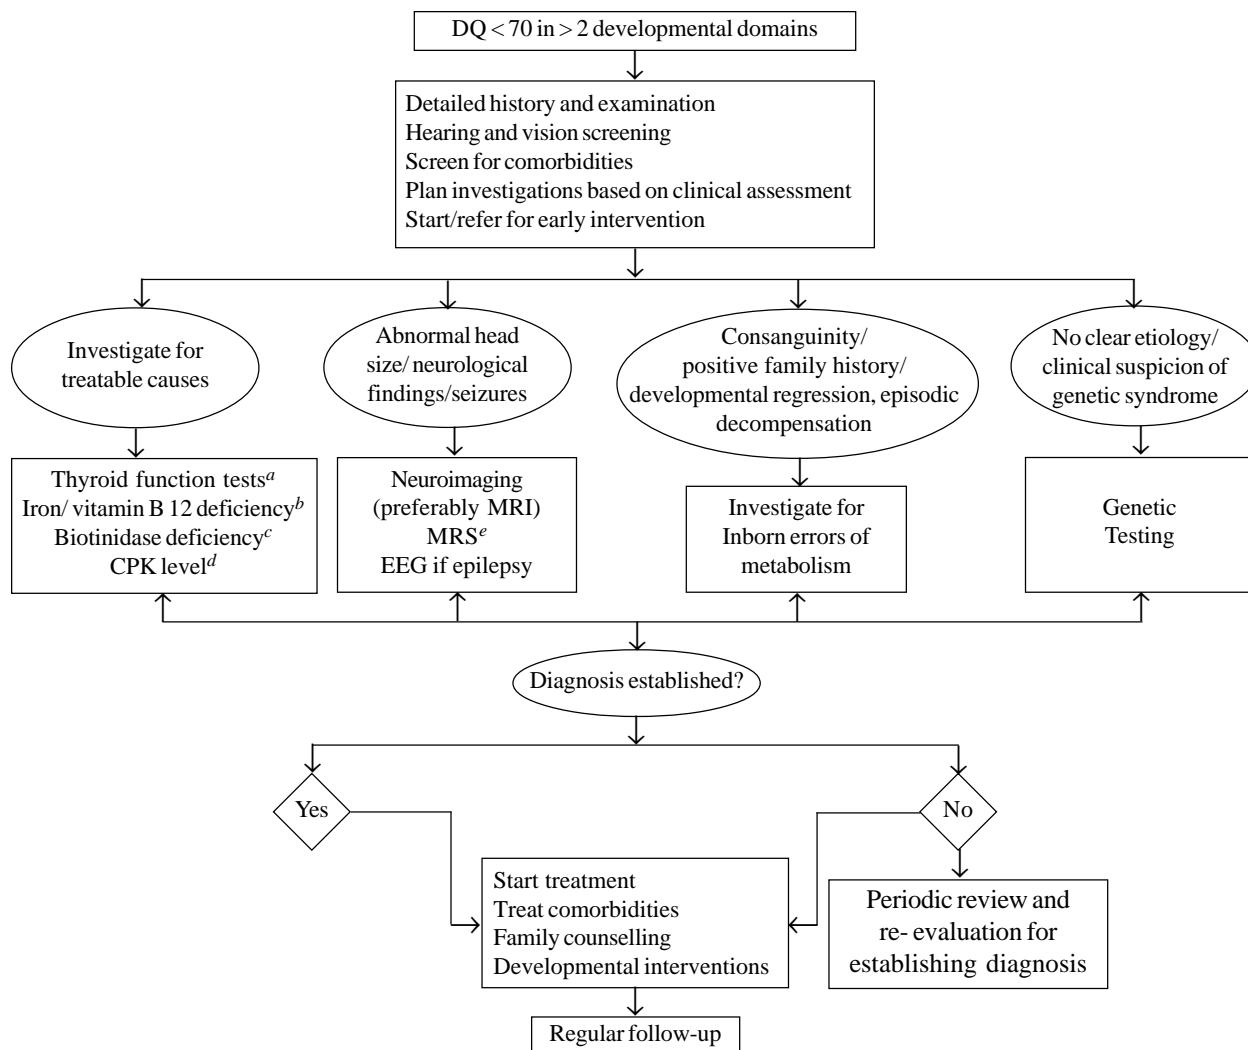 DQ < 70 in > 2 developmental domains
Detailed history and examination
Hearing and vision screening
Screen for comorbidities
Plan investigations based on clinical assessment
Start/refer for early intervention
Investigate for
treatable causes
Abnormal head
size/ neurological
findings/seizures
Consanguinity/
positive family history/
developmental regression, episodic
decompensation
No clear etiology/
clinical suspicion of
genetic syndrome
Thyroid function tests^a
Iron/ vitamin B 12 deficiency^b
Biotinidase deficiency^c
CPK level^d
Neuroimaging
(preferably MRI)
MRS^e
EEG if epilepsy
Investigate for
Inborn errors of
metabolism
Genetic
Testing
Diagnosis established?
Yes
No
Start treatment
Treat comorbidities
Family counselling
Developmental interventions
Periodic review and
re- evaluation for
establishing diagnosis
Regular follow-up